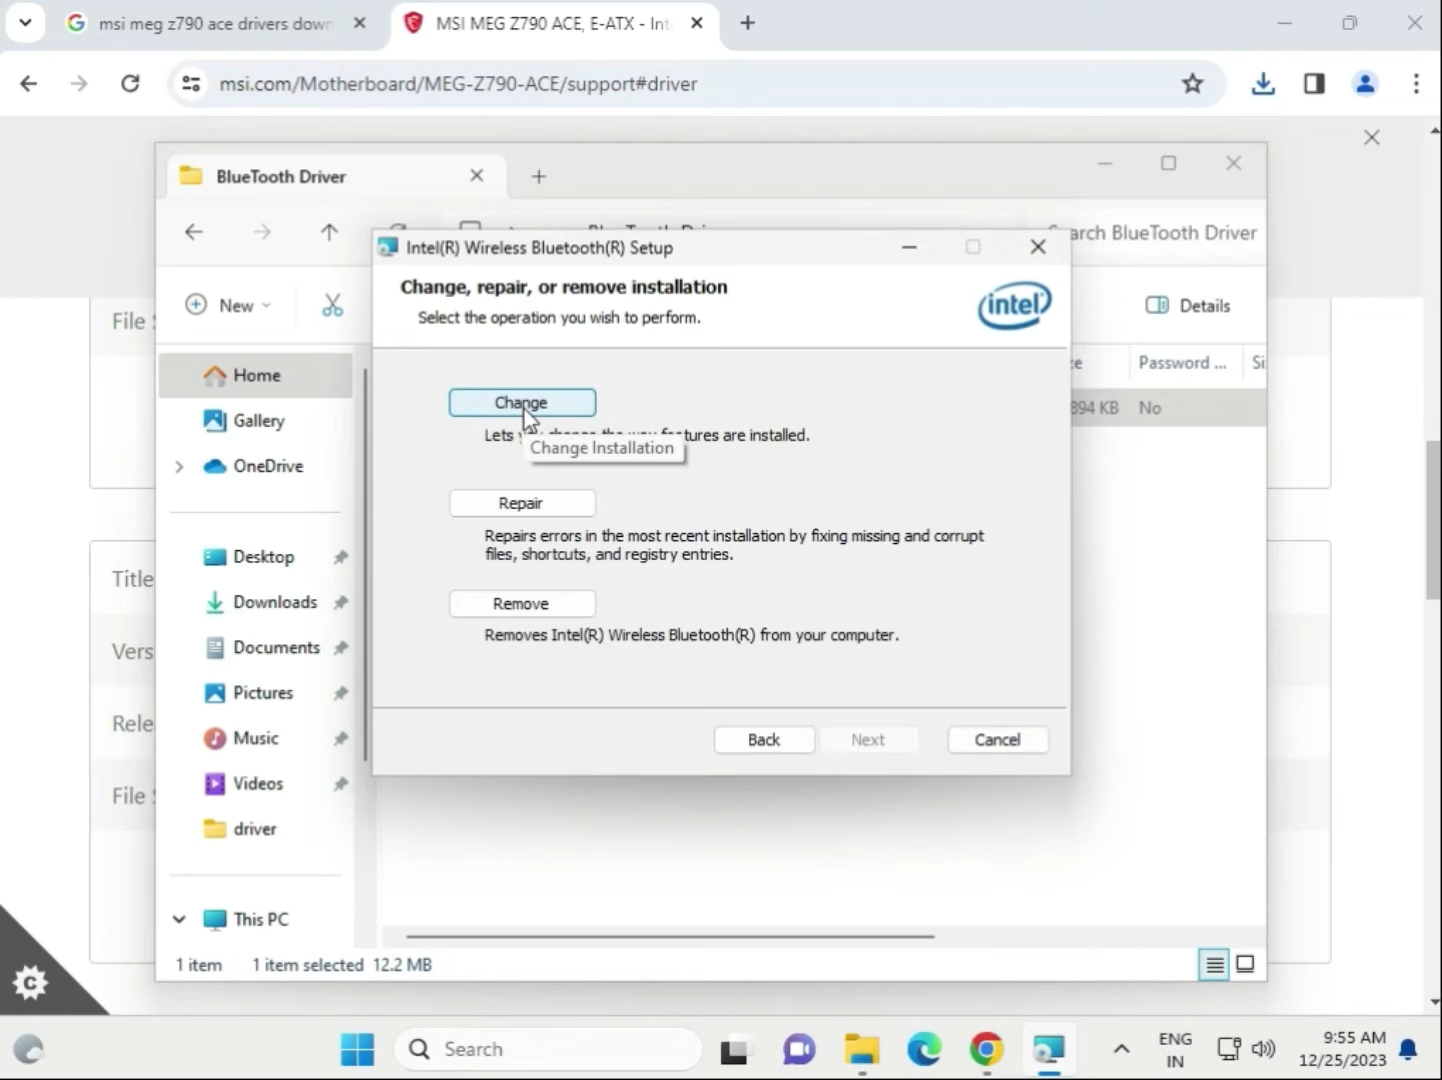 msi meg z790 ace drivers down
MSI MEG Z790 ACE, E-ATX - Int
msi.com/Motherboard/MEG-Z790-ACE/support#driver
BlueTooth Driver
arch BlueTooth Driver
Intel(R) Wireless Bluetooth(R) Setup
Change, repair, or remove installation
Select the operation you wish to perform.
intel
New
Details
File
Home
Password ...
Gallery
894 KB
No
Change
Lets
features are installed.
Change Installation
OneDrive
Repair
Repairs errors in the most recent installation by fixing missing and corrupt
files, shortcuts, and registry entries.
Desktop
Title
Downloads
Remove
Removes Intel(R) Wireless Bluetooth(R) from your computer.
Documents
Vers
Pictures
Rele
Music
Back
Next
Cancel
Videos
File
driver
This PC
1 item
1 item selected 12.2 MB
Search
ENG
IN
9:55 AM
12/25/2023